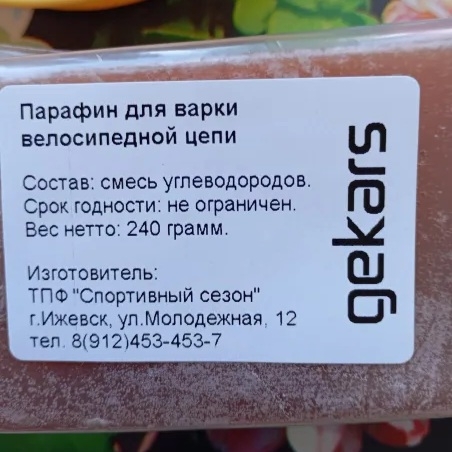 Парафин для варки
велосипедной цепи
Состав: смесь углеводородов.
Срок годности: не ограничен.
Вес нетто: 240 грамм.
Изготовитель:
ТПФ "Спортивный сезон"
г.Ижевск, ул.Молодежная, 12
тел. 8(912)453-453-7
gekars